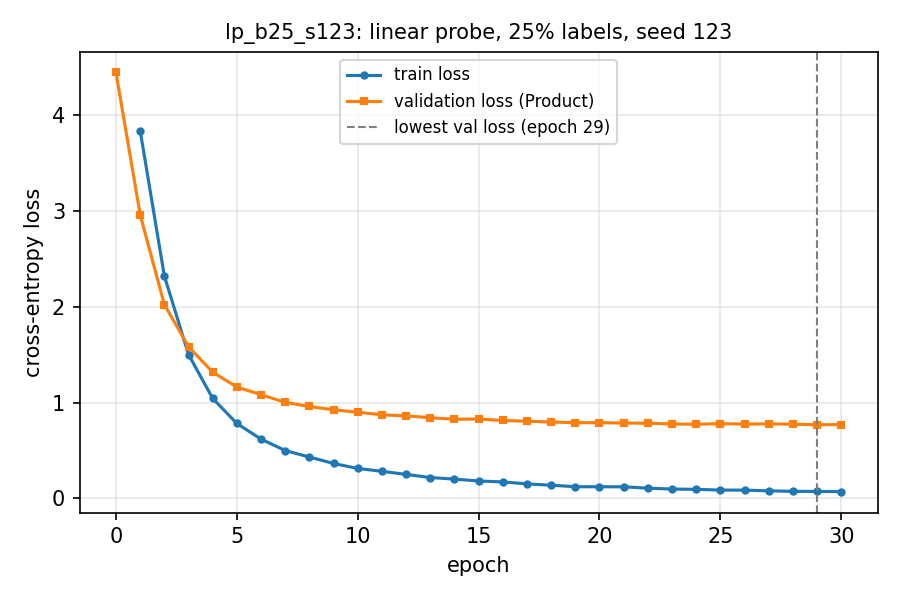 lp_b25_s123: linear probe, 25% labels, seed 123
train loss
validation loss (Product)
lowest val loss (epoch 29)
cross-entropy loss
4
3
2
1
0
0 5 10 15 20 25 30
epoch